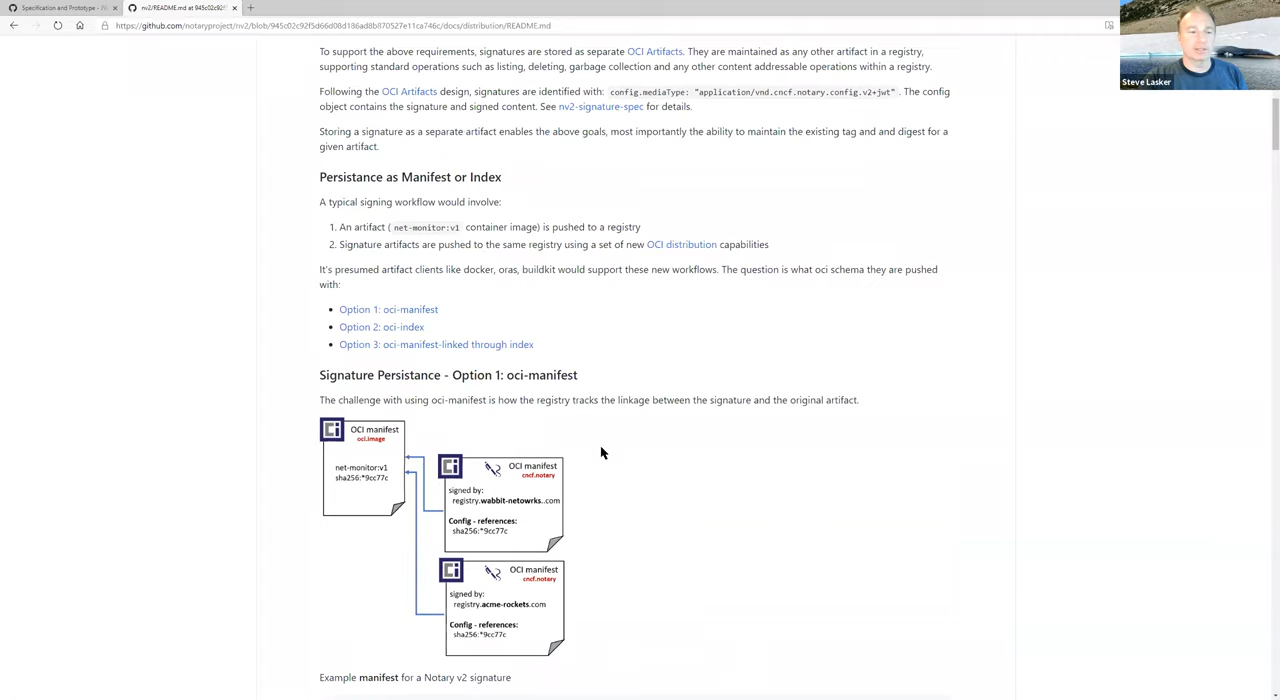 Specification and Prototype - N
nv2/README.md at 945c02c92f
https://github.com/notaryproject/nv2/blob/945c02c92f5d66d08d186ad8b870527e11ca746c/docs/distribution/README.md
Steve Lasker
To support the above requirements, signatures are stored as separate OCI Artifacts. They are maintained as any other artifact in a registry,
supporting standard operations such as listing, deleting, garbage collection and any other content addressable operations within a registry.
Following the OCI Artifacts design, signatures are identified with: config.mediaType: "application/vnd.cncf.notary.config.v2+jwt" . The config
object contains the signature and signed content. See nv2-signature-spec for details.
Storing a signature as a separate artifact enables the above goals, most importantly the ability to maintain the existing tag and and digest for a
given artifact.
Persistance as Manifest or Index
A typical signing workflow would involve:
1. An artifact ( net-monitor:v1 container image) is pushed to a registry
2. Signature artifacts are pushed to the same registry using a set of new OCI distribution capabilities
It's presumed artifact clients like docker, oras, buildkit would support these new workflows. The question is what oci schema they are pushed
with:
• Option 1: oci-manifest
• Option 2: oci-index
• Option 3: oci-manifest-linked through index
Signature Persistance - Option 1: oci-manifest
The challenge with using oci-manifest is how the registry tracks the linkage between the signature and the original artifact.
OCI manifest
oci.image
net-monitor:v1
sha256:*9cc77c
OCI manifest
cncf.notary
signed by:
registry.wabbit-netowrks..com
Config - references:
sha256:*9cc77c
OCI manifest
cncf.notary
signed by:
registry.acme-rockets.com
Config - references:
sha256:*9cc77c
Example manifest for a Notary v2 signature